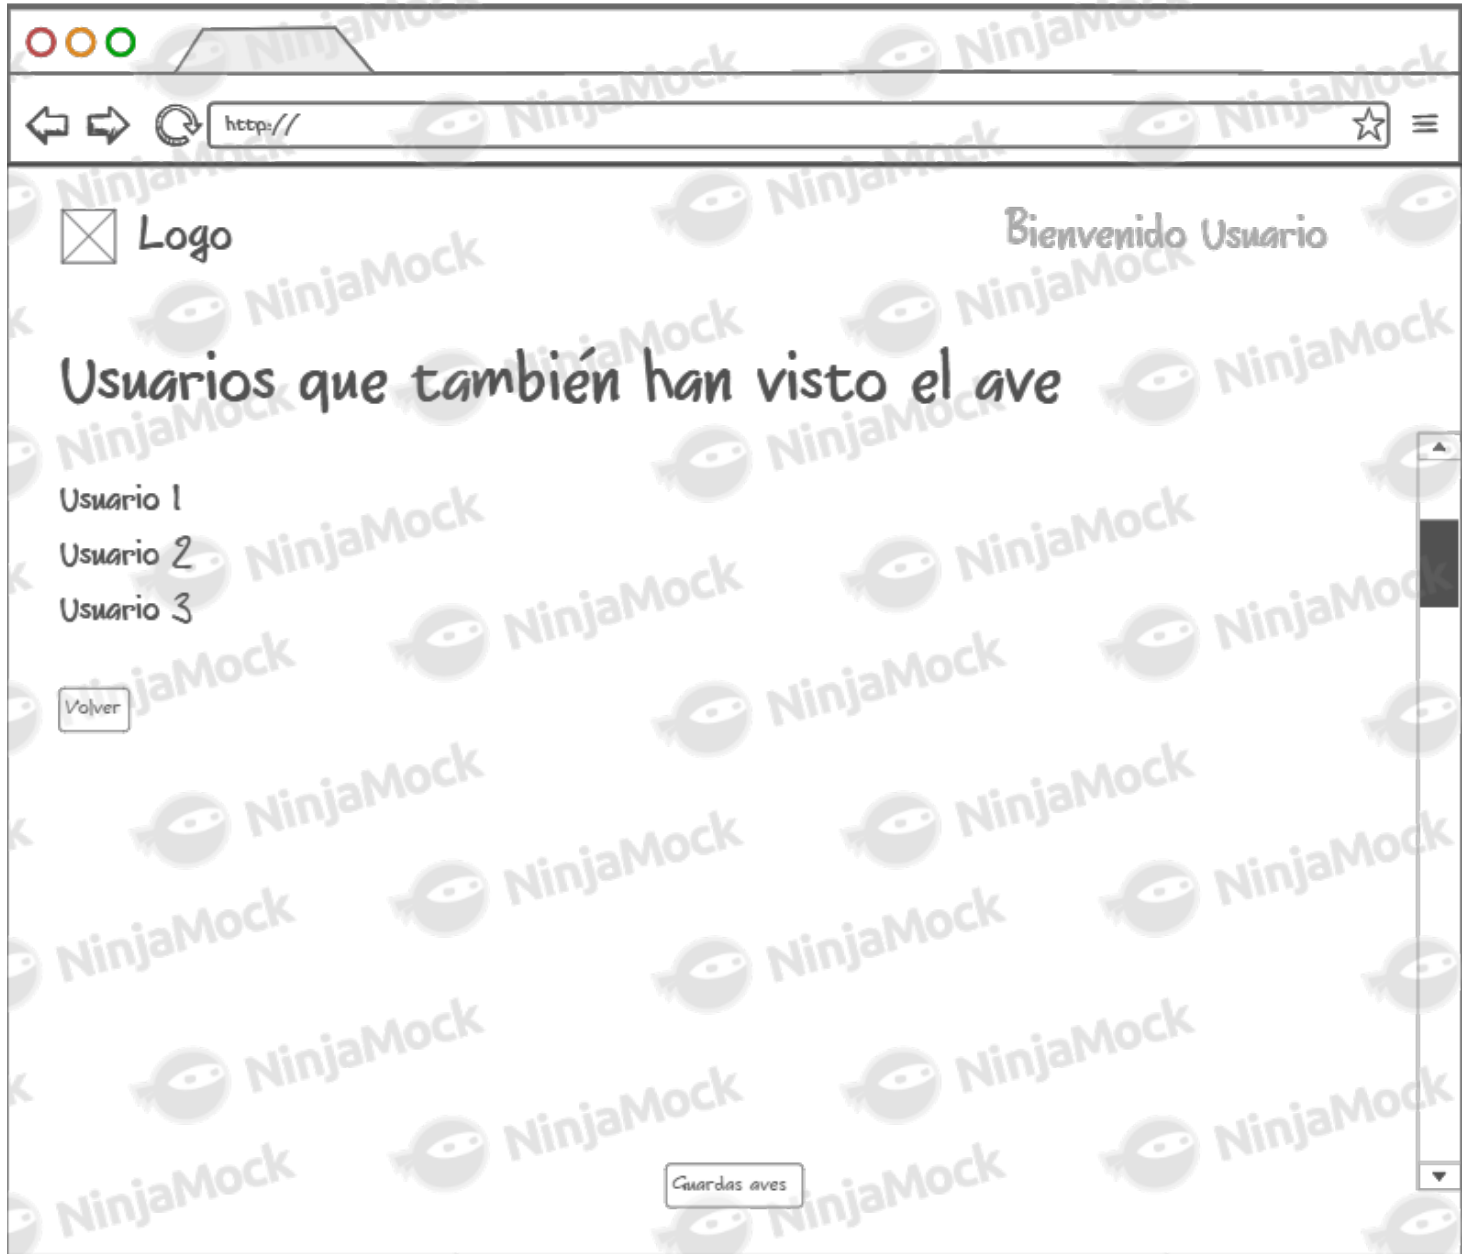 http://
Logo
Bienvenido Usuario
Usuarios que también han visto el ave
Usuario 1
Usuario 2
Usuario 3
Volver
Guardas aves
NinjaMock